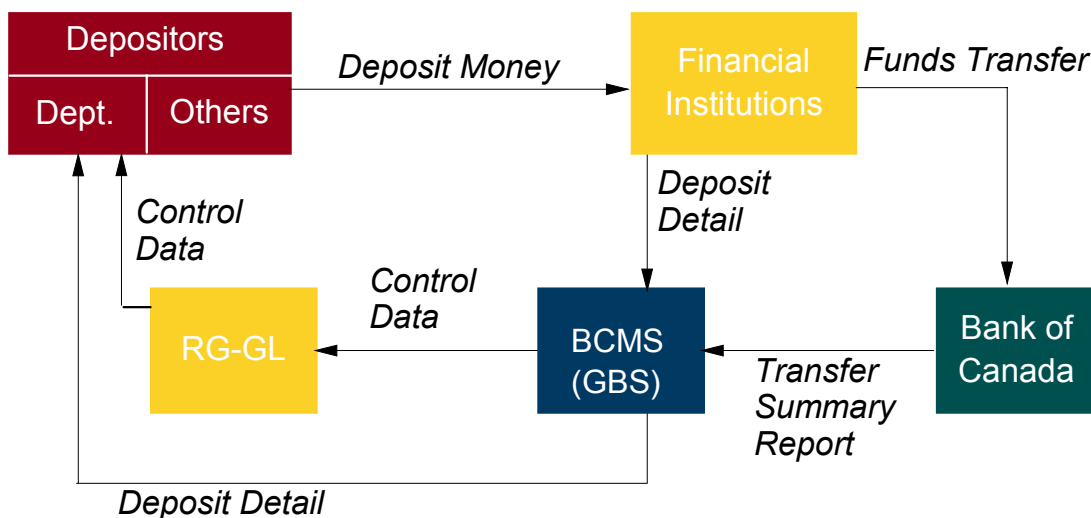 Depositors
Dept.
Others
Deposit Money
Financial
Institutions
Funds Transfer
Deposit
Detail
Control
Data
Control
Data
RG-GL
BCMS
(GBS)
Transfer
Summary
Report
Bank of
Canada
Deposit Detail